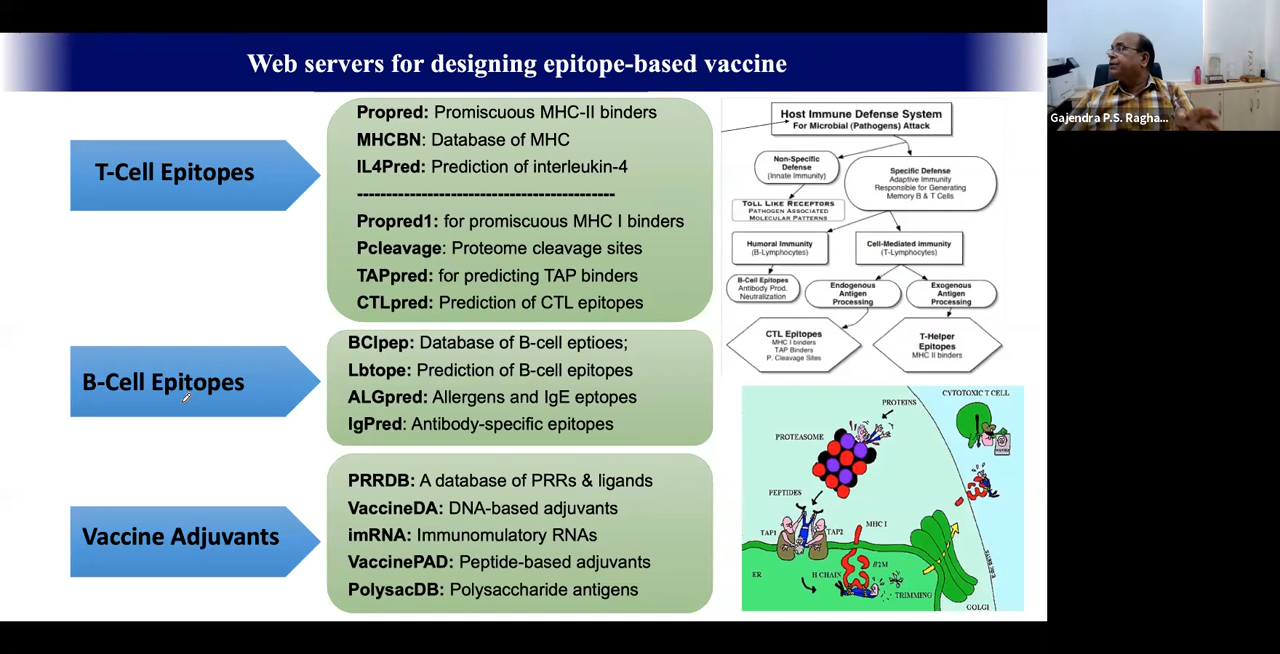 Web servers for designing epitope-based vaccine
T-Cell Epitopes
Propred: Promiscuous MHC-II binders
MHCBN: Database of MHC
IL4Pred: Prediction of interleukin-4
---------------------------------------------
Propred1: for promiscuous MHC I binders
Pcleavage: Proteome cleavage sites
TAPpred: for predicting TAP binders
CTLpred: Prediction of CTL epitopes
B-Cell Epitopes
BCIpep: Database of B-cell eptioes;
Lbtope: Prediction of B-cell epitopes
ALGpred: Allergens and IgE eptopes
IgPred: Antibody-specific epitopes
Vaccine Adjuvants
PRRDB: A database of PRRs & ligands
VaccineDA: DNA-based adjuvants
imRNA: Immunomulatory RNAs
VaccinePAD: Peptide-based adjuvants
PolysacDB: Polysaccharide antigens
Host Immune Defense System
For Microbial (Pathogens) Attack
Non-Specific
Defense
(Innate Immunity)
Specific Defense
Adaptive Immunity
Responsible for Generating
Memory B & T Cells
TOLL LIKE RECEPTORS
PATHOGEN ASSOCIATED
MOLECULAR PATTERNS
Humoral Immunity
(B-Lymphocytes)
Cell-Mediated immunity
(T-Lymphocytes)
B-Cell Epitopes
Antibody Prod.
Neutralization
Endogenous
Antigen
Processing
Exogenous
Antigen
Processing
CTL Epitopes
MHC I binders
TAP Binders
P. Cleavage Sites
T-Helper
Epitopes
MHC II binders
PROTEINS
CYTOTOXIC T CELL
PROTEASOME
PEPTIDES
TAP1
TAP2
MHC I
ER
H CHAIN
B2M
TRIMMING
GOLGI
Gajendra P.S. Ragha...